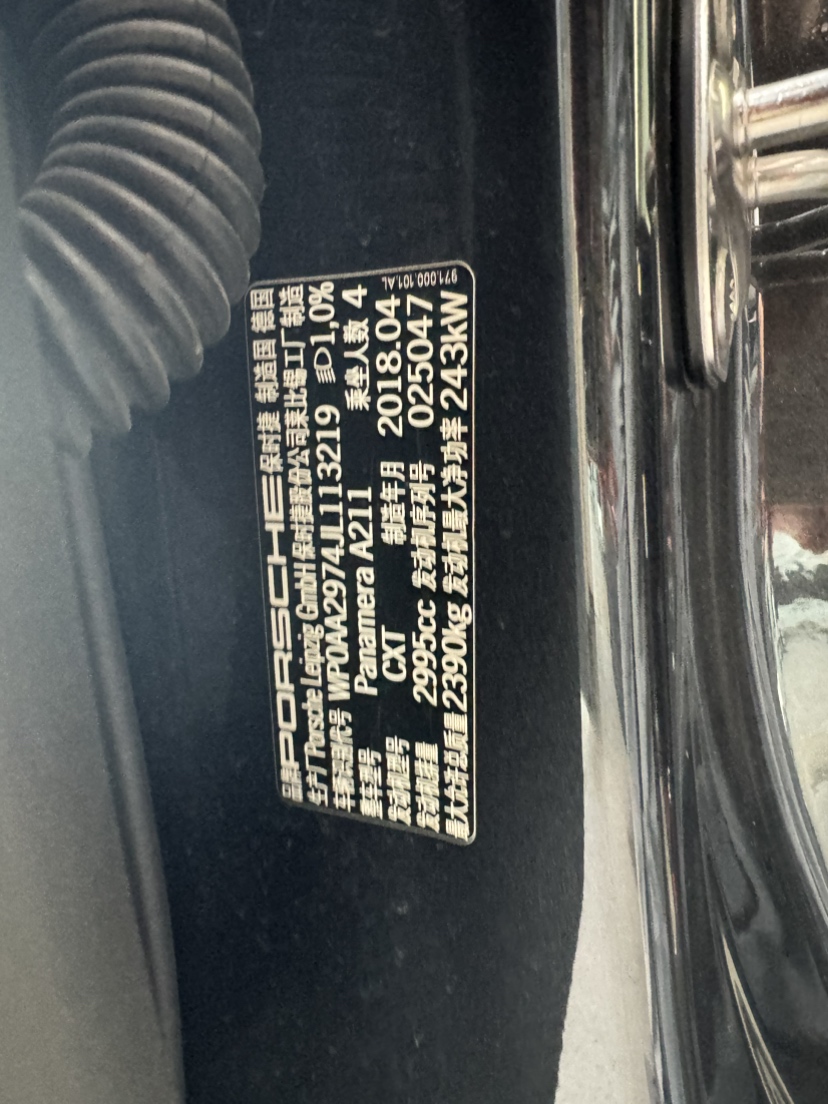 品牌 PORSCHE 保时捷 制造国 德国
生产厂 Porsche Leipzig GmbH 保时捷股份公司莱比锡工厂制造
车辆识别代号 WP0AA2974JL113219 1,0%
整车型号 Panamera A211 乘坐人数 4
发动机型号 CXT 制造年月 2018.04
发动机排量 2995cc 发动机序列号 025047
最大允许总质量 2390kg 发动机最大净功率 243kW
971.000.101.AL